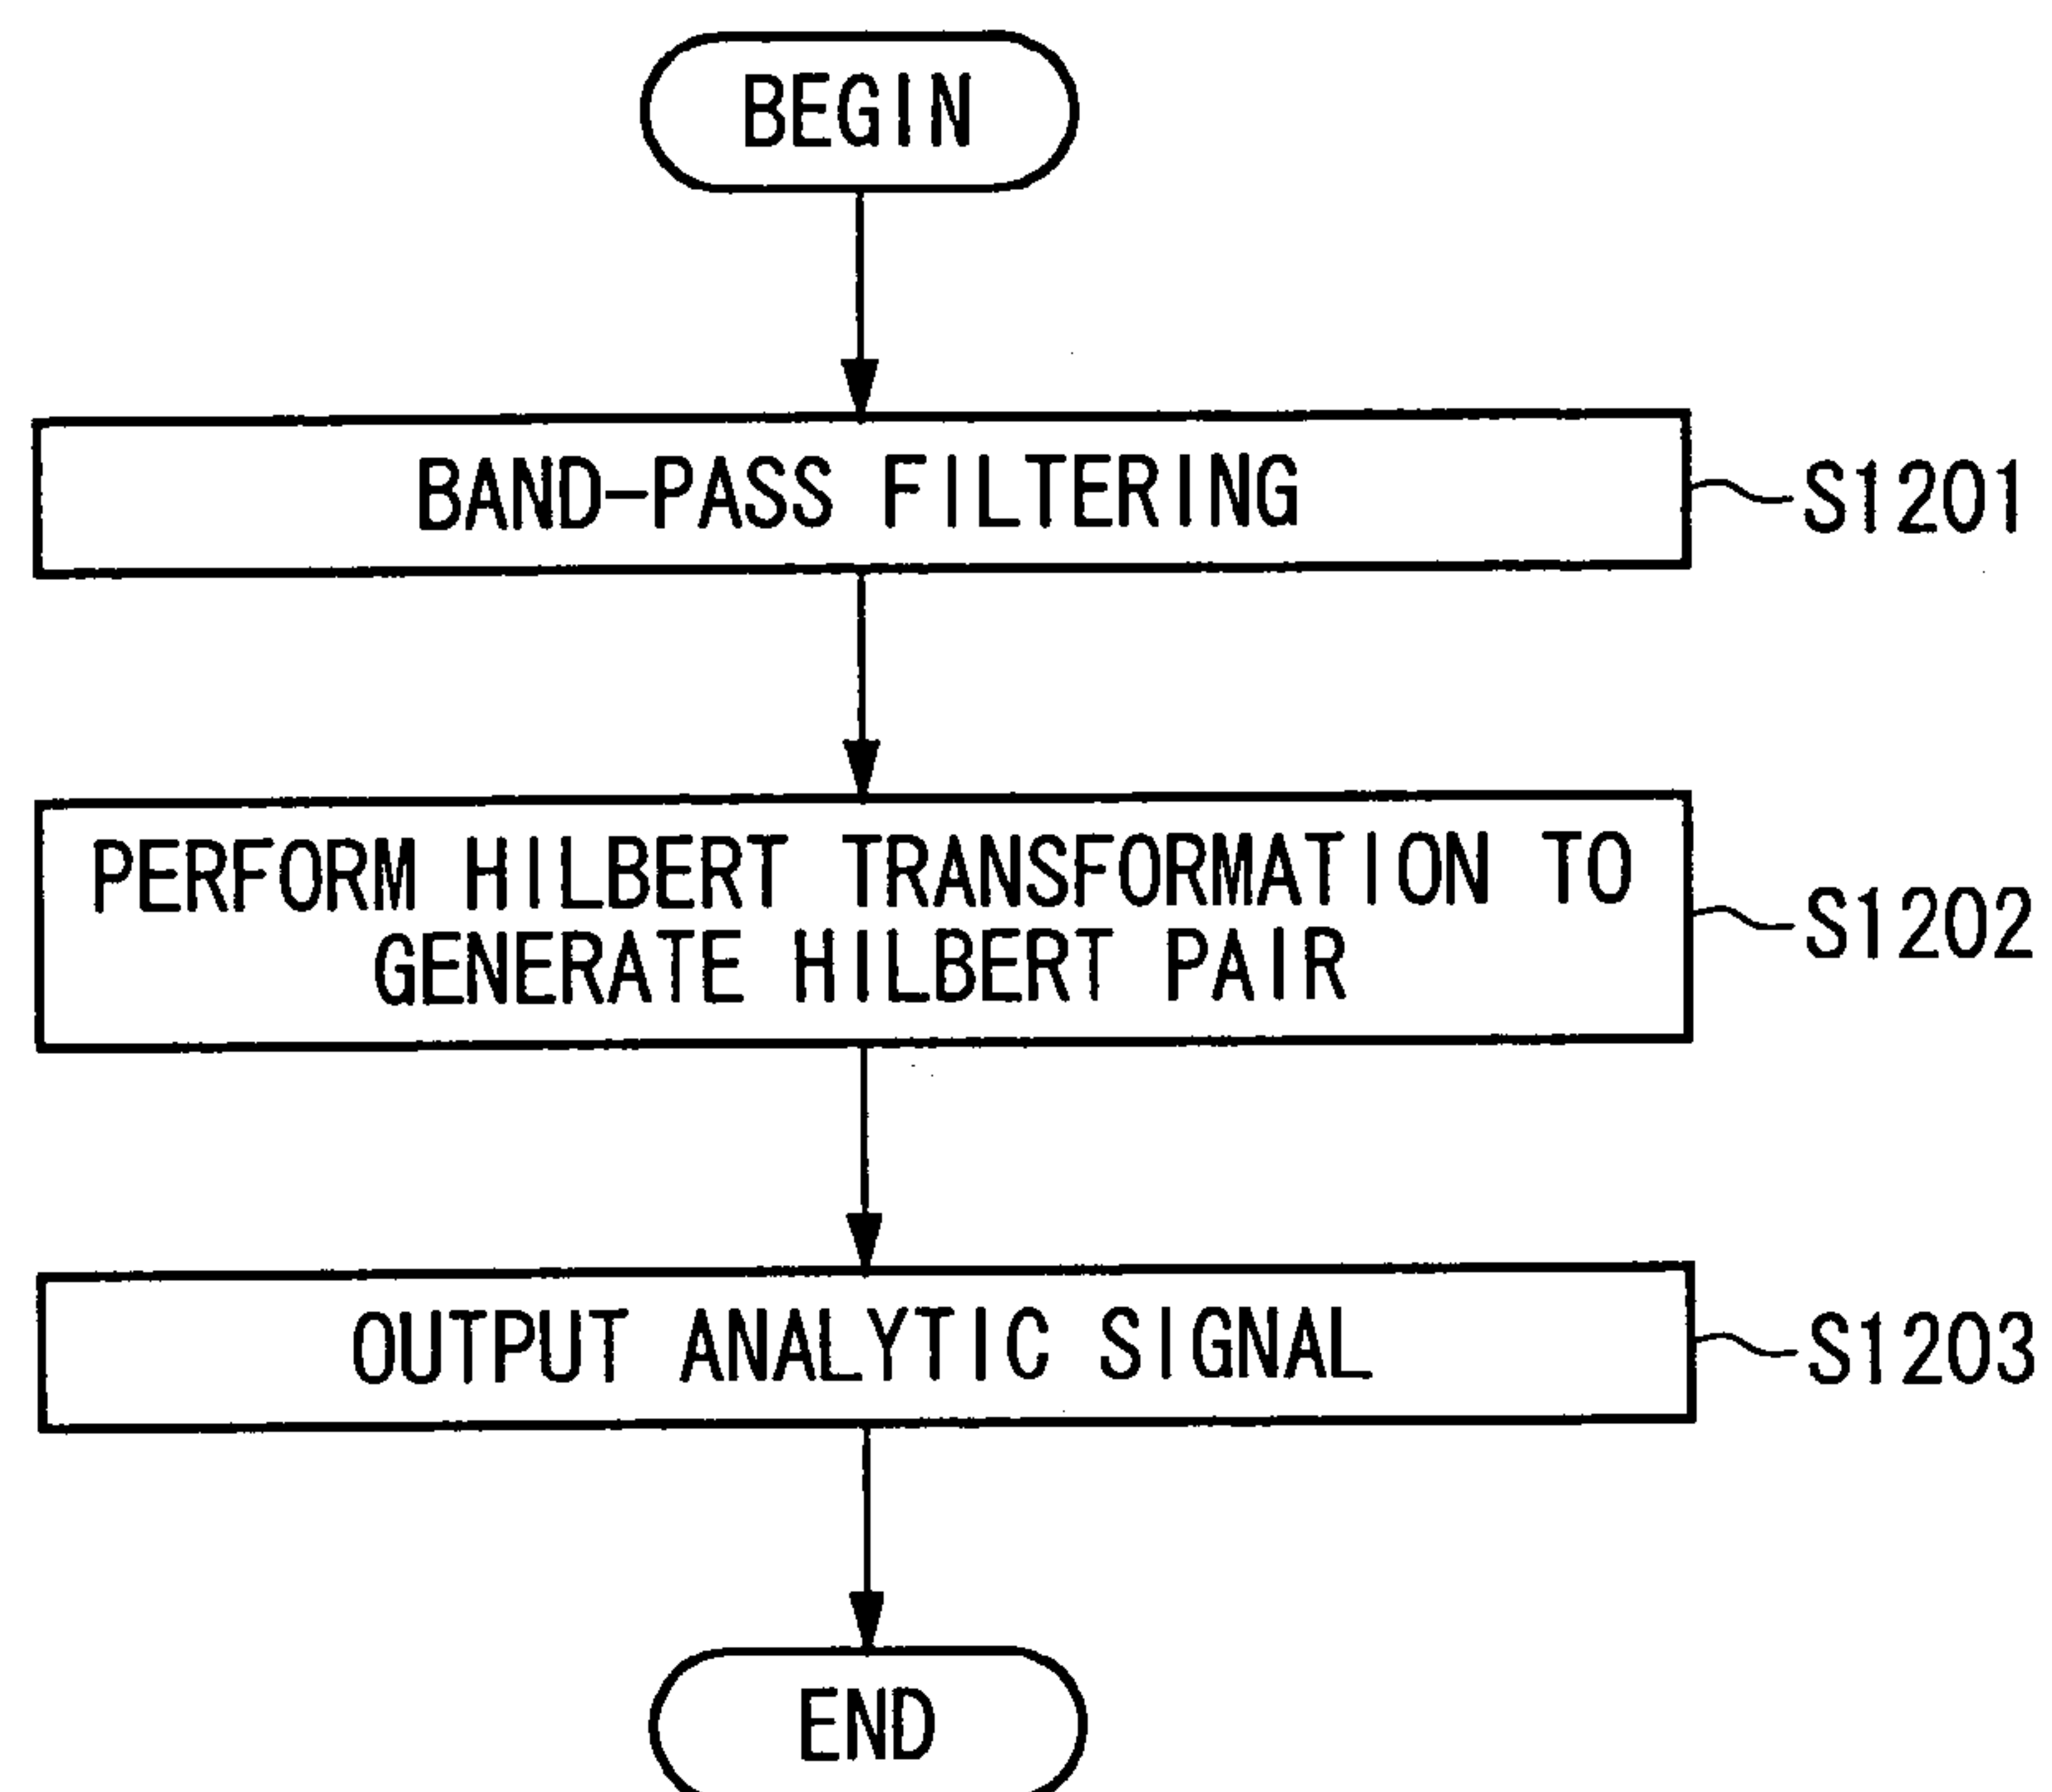 BEGIN
BAND-PASS FILTERING
S1201
PERFORM HILBERT TRANSFORMATION TO
GENERATE HILBERT PAIR
S1202
OUTPUT ANALYTIC SIGNAL
S1203
END